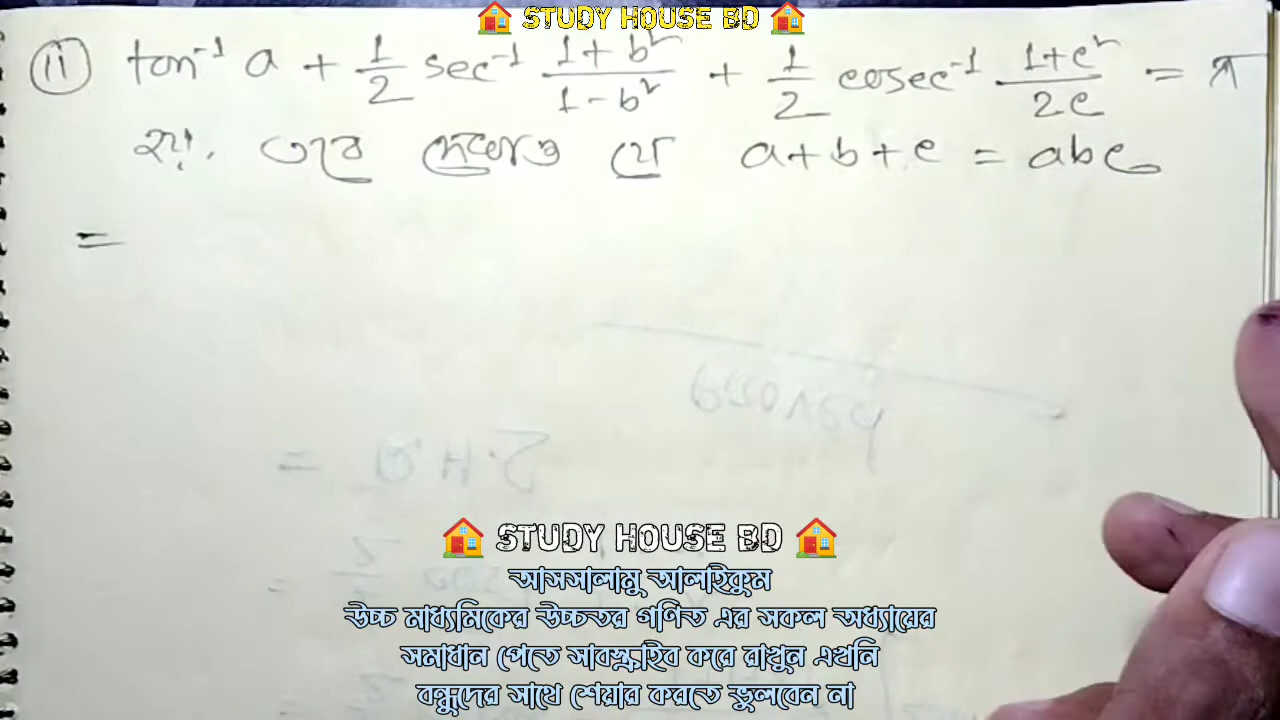 🏠 STUDY HOUSE BD 🏠
(ii) tan⁻¹ a + 1/2 sec⁻¹ (1+b²)/(1-b²) + 1/2 cosec⁻¹ (1+c²)/2c = π
হয়. তবে দেখাও যে a+b+c = abc
=
Proved
R.H.S =
🏠 STUDY HOUSE BD 🏠
আসসালামু আলাইকুম
উচ্চ মাধ্যমিকের উচ্চতর গণিত এর সকল অধ্যায়ের
সমাধান পেতে সাবস্ক্রাইব করে রাখুন এখনি
বন্ধুদের সাথে শেয়ার করতে ভুলবেন না